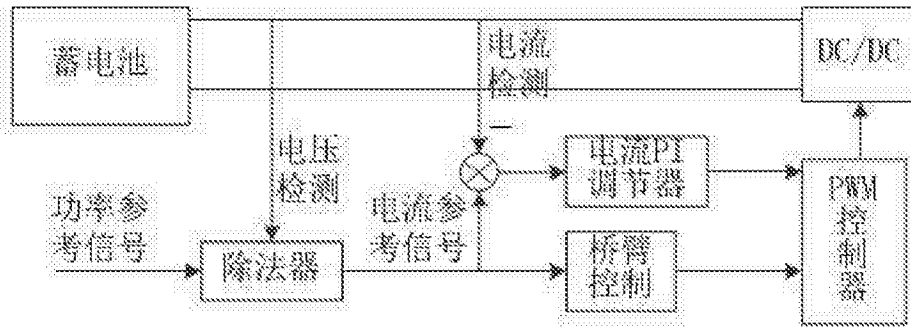 蓄电池
电流
检测
DC/DC
电压
检测
电流PI
调节器
功率参
考信号
电流参
考信号
除法器
桥臂
控制
PWM
控
制
器